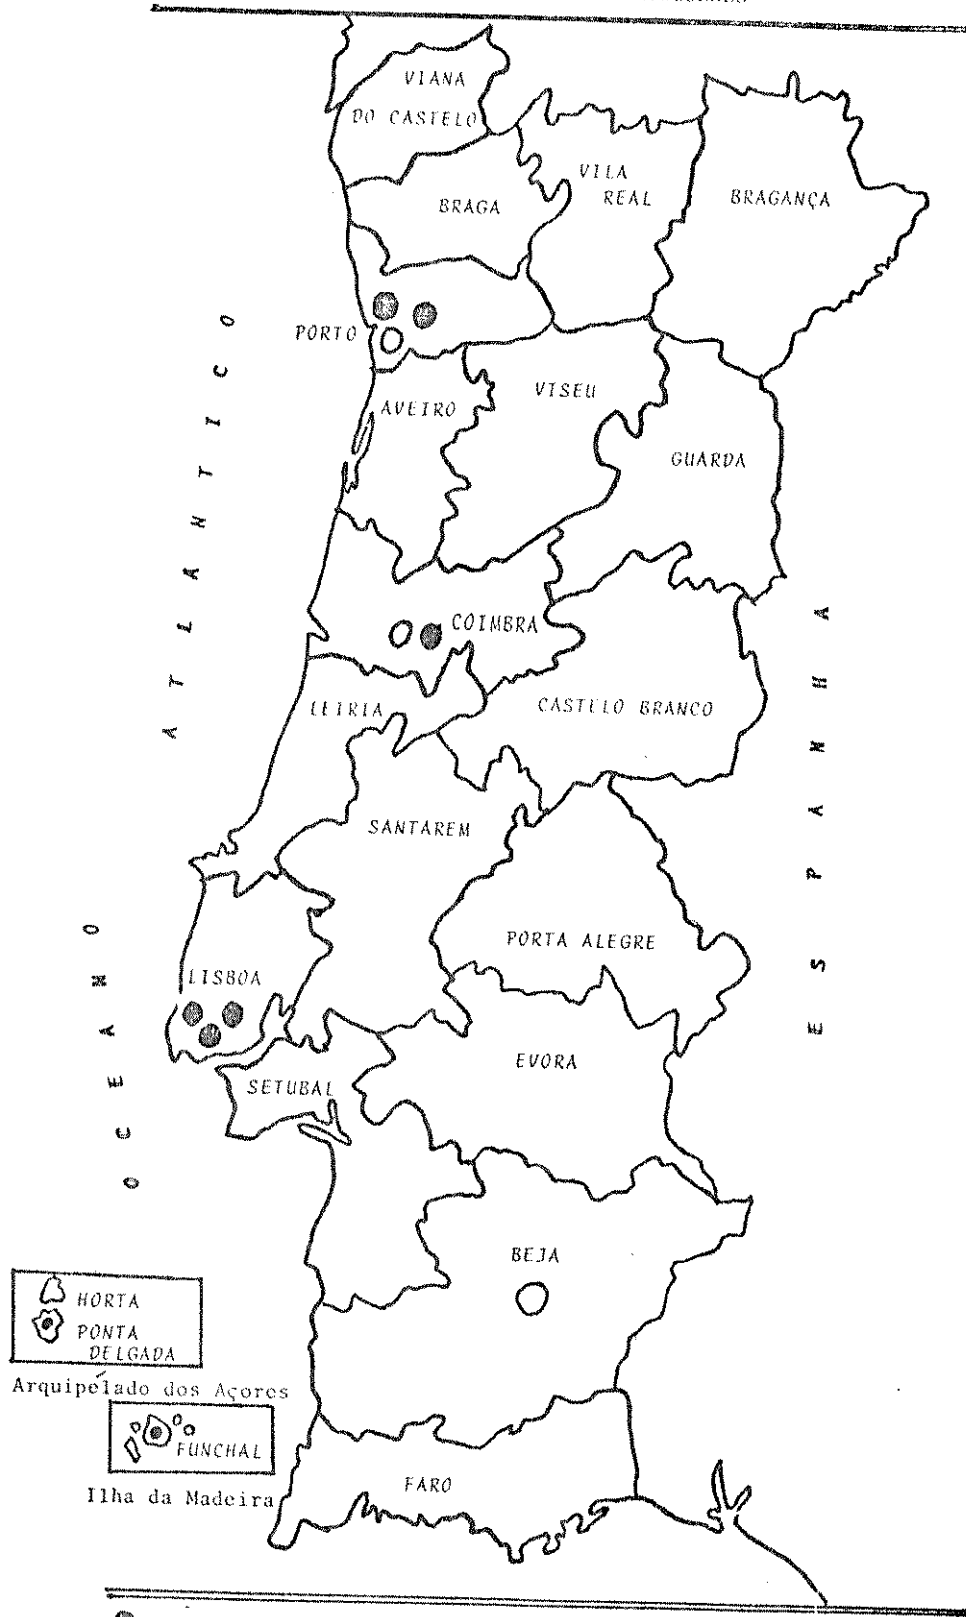 VIANA
DO CASTELO
BRAGA
VILA
REAL
BRAGANÇA
PORTO
AVEIRO
VISEU
GUARDA
COIMBRA
LEIRIA
CASTELO BRANCO
SANTAREM
PORTA ALEGRE
LISBOA
SETUBAL
EVORA
BEJA
FARO
OCEANO ATLANTICO
ESPANHA
HORTA
PONTA
DELGADA
Arquipélado dos Açores
FUNCHAL
Ilha da Madeira